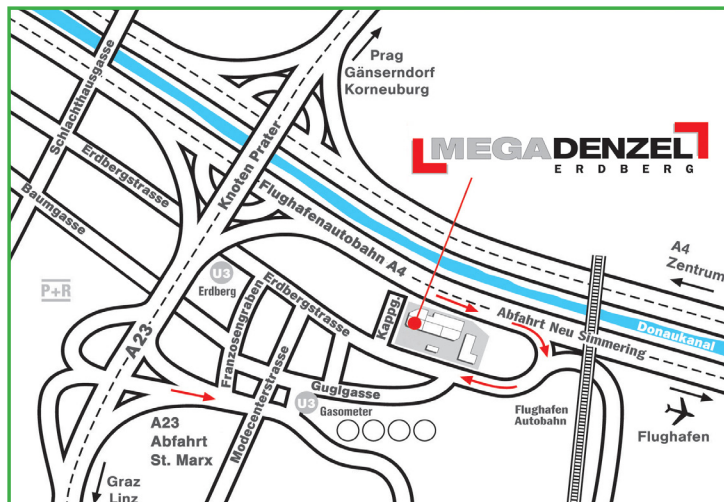 Prag
Gänserndorf
Korneuburg
Schlachthausgasse
MEGADENZEL
ERDBERG
Knoten Prater
Erdbergstrasse
Baumgasse
Flughafenautobahn A4
A4
Zentrum
P+R
U3
Erdberg
Erdbergstrasse
Kappg.
Abfahrt Neu Simmering
Donaukanal
A23
Franzosengraben
Guglgasse
Modecenterstrasse
U3
Gasometer
Flughafen
Autobahn
Flughafen
A23
Abfahrt
St. Marx
Graz
Linz